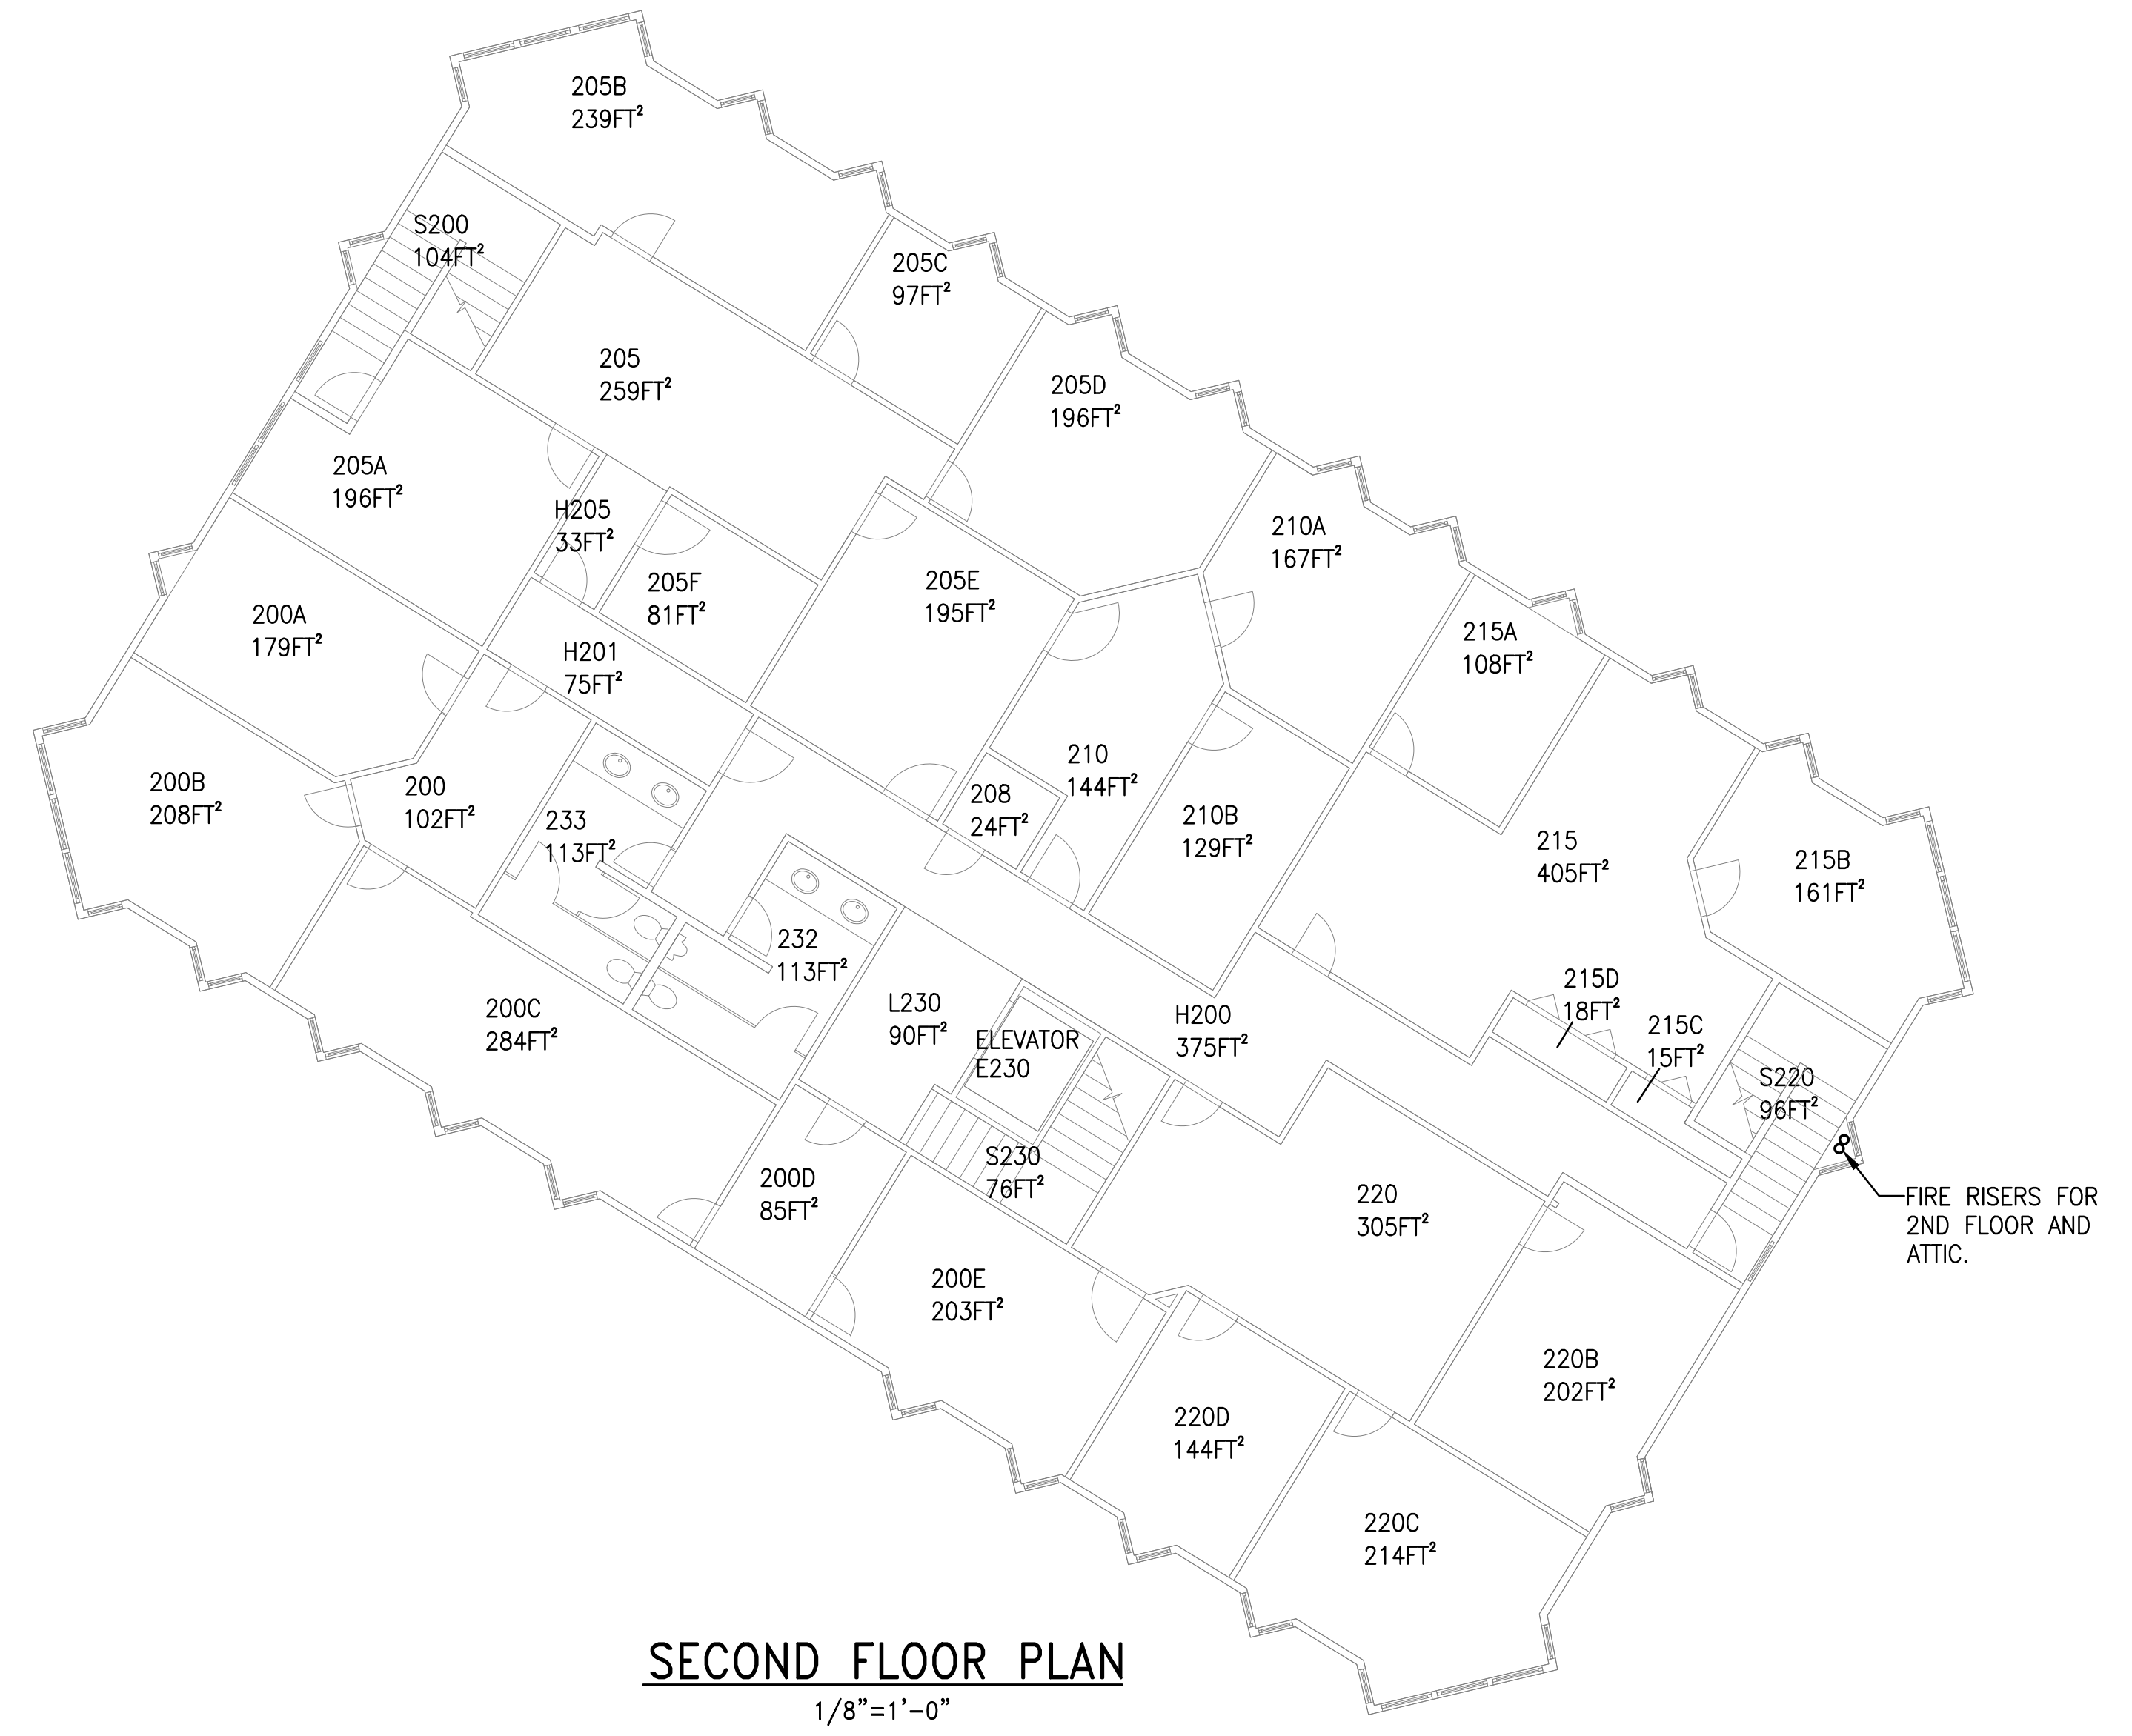 205B
239FT²
S200
104FT²
205C
97FT²
205
259FT²
205D
196FT²
205A
196FT²
H205
33FT²
210A
167FT²
205F
81FT²
205E
195FT²
200A
179FT²
215A
108FT²
H201
75FT²
210
144FT²
200B
208FT²
200
102FT²
208
24FT²
233
113FT²
210B
129FT²
215
405FT²
215B
161FT²
232
113FT²
215D
18FT²
L230
90FT²
200C
284FT²
H200
375FT²
215C
15FT²
ELEVATOR
E230
S220
96FT²
S230
76FT²
200D
85FT²
220
305FT²
FIRE RISERS FOR
2ND FLOOR AND
ATTIC.
200E
203FT²
220B
202FT²
220D
144FT²
220C
214FT²
SECOND FLOOR PLAN
1/8"=1'-0"